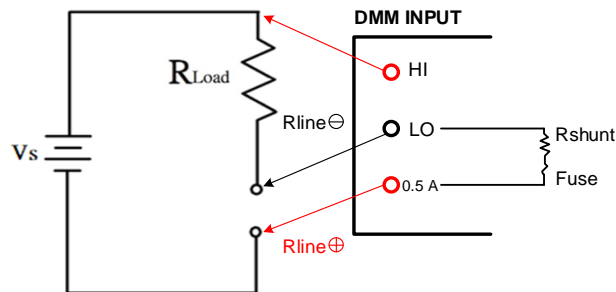 DMM INPUT
HI
RLoad
Rline⊖
LO
Rshunt
Vs
0.5 A
Fuse
Rline⊕